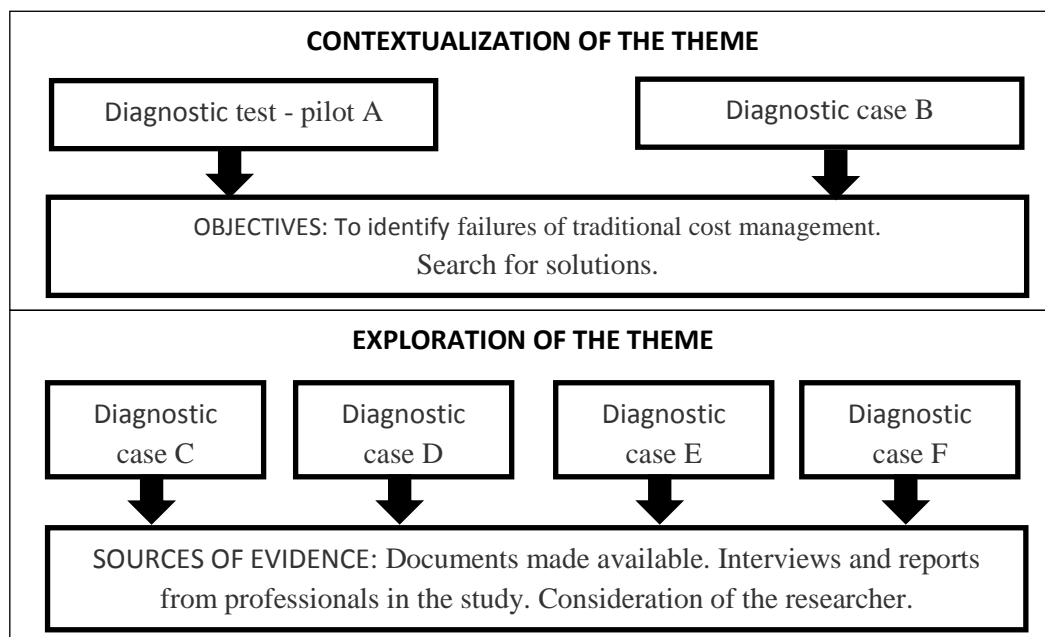 CONTEXTUALIZATION OF THE THEME
Diagnostic test - pilot A
Diagnostic case B
OBJECTIVES: To identify failures of traditional cost management.
Search for solutions.
EXPLORATION OF THE THEME
Diagnostic
case C
Diagnostic
case D
Diagnostic
case E
Diagnostic
case F
SOURCES OF EVIDENCE: Documents made available. Interviews and reports
from professionals in the study. Consideration of the researcher.